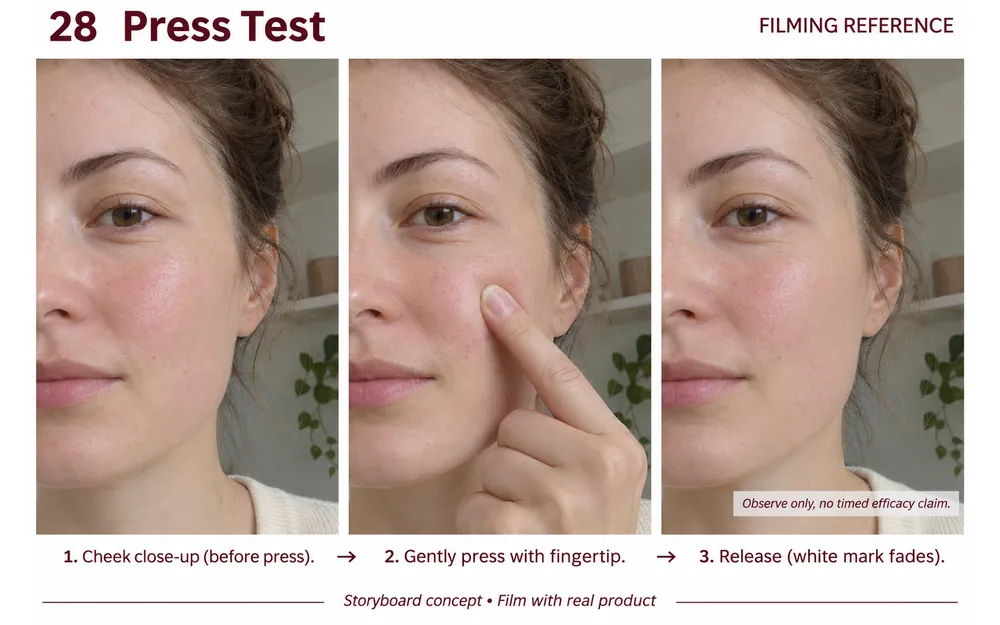 28 Press Test
FILMING REFERENCE
Observe only, no timed efficacy claim.
1. Cheek close-up (before press). → 2. Gently press with fingertip. → 3. Release (white mark fades).
Storyboard concept • Film with real product